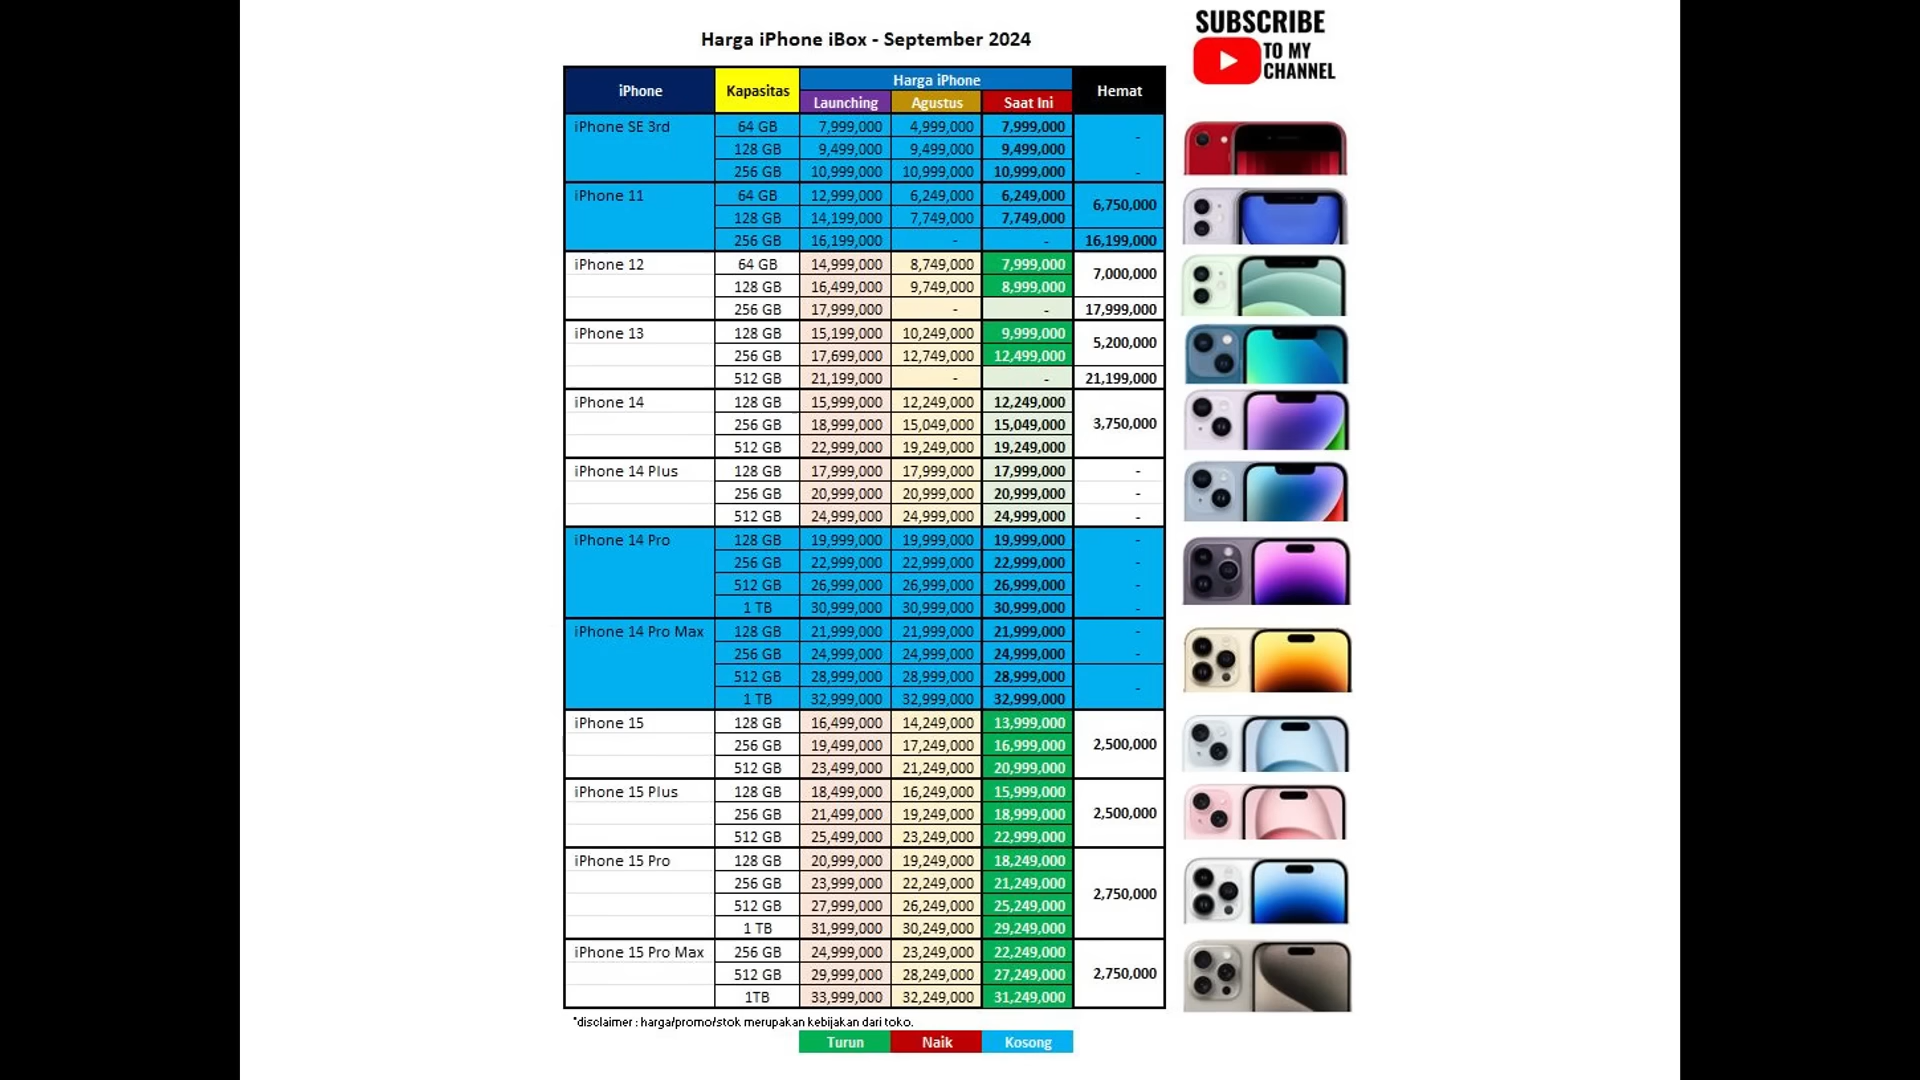 Harga iPhone iBox - September 2024
SUBSCRIBE
TO MY
CHANNEL
iPhone Kapasitas Harga iPhone Hemat
Launching Agustus Saat Ini
iPhone SE 3rd 64 GB 7,999,000 4,999,000 7,999,000 -
128 GB 9,499,000 9,499,000 9,499,000
256 GB 10,999,000 10,999,000 10,999,000 -
iPhone 11 64 GB 12,999,000 6,249,000 6,249,000 6,750,000
128 GB 14,199,000 7,749,000 7,749,000
256 GB 16,199,000 - - 16,199,000
iPhone 12 64 GB 14,999,000 8,749,000 7,999,000 7,000,000
128 GB 16,499,000 9,749,000 8,999,000
256 GB 17,999,000 - - 17,999,000
iPhone 13 128 GB 15,199,000 10,249,000 9,999,000 5,200,000
256 GB 17,699,000 12,749,000 12,499,000
512 GB 21,199,000 - - 21,199,000
iPhone 14 128 GB 15,999,000 12,249,000 12,249,000
256 GB 18,999,000 15,049,000 15,049,000 3,750,000
512 GB 22,999,000 19,249,000 19,249,000
iPhone 14 Plus 128 GB 17,999,000 17,999,000 17,999,000 -
256 GB 20,999,000 20,999,000 20,999,000 -
512 GB 24,999,000 24,999,000 24,999,000 -
iPhone 14 Pro 128 GB 19,999,000 19,999,000 19,999,000 -
256 GB 22,999,000 22,999,000 22,999,000 -
512 GB 26,999,000 26,999,000 26,999,000 -
1 TB 30,999,000 30,999,000 30,999,000 -
iPhone 14 Pro Max 128 GB 21,999,000 21,999,000 21,999,000 -
256 GB 24,999,000 24,999,000 24,999,000 -
512 GB 28,999,000 28,999,000 28,999,000 -
1 TB 32,999,000 32,999,000 32,999,000
iPhone 15 128 GB 16,499,000 14,249,000 13,999,000
256 GB 19,499,000 17,249,000 16,999,000 2,500,000
512 GB 23,499,000 21,249,000 20,999,000
iPhone 15 Plus 128 GB 18,499,000 16,249,000 15,999,000
256 GB 21,499,000 19,249,000 18,999,000 2,500,000
512 GB 25,499,000 23,249,000 22,999,000
iPhone 15 Pro 128 GB 20,999,000 19,249,000 18,249,000
256 GB 23,999,000 22,249,000 21,249,000 2,750,000
512 GB 27,999,000 26,249,000 25,249,000
1 TB 31,999,000 30,249,000 29,249,000
iPhone 15 Pro Max 256 GB 24,999,000 23,249,000 22,249,000
512 GB 29,999,000 28,249,000 27,249,000 2,750,000
1TB 33,999,000 32,249,000 31,249,000
*disclaimer : harga/promo/stok merupakan kebijakan dari toko.
Turun Naik Kosong